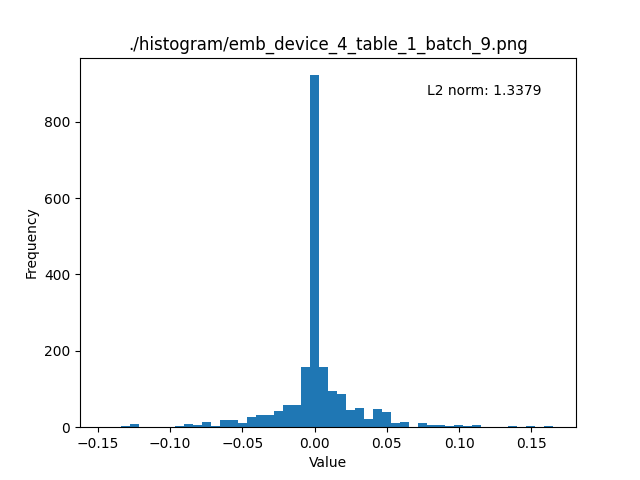 ./histogram/emb_device_4_table_1_batch_9.png
L2 norm: 1.3379
800
600
400
200
0
Frequency
−0.15 −0.10 −0.05 0.00 0.05 0.10 0.15
Value